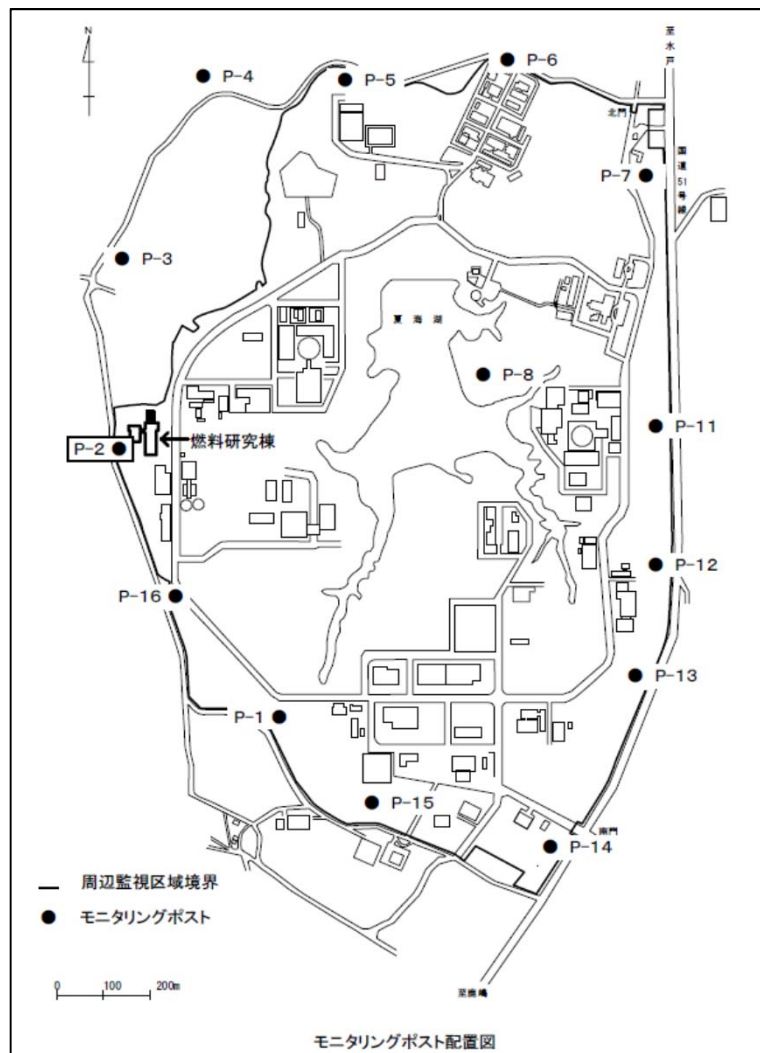 N
至水戸
P-6
P-4
P-5
北門
国道51号線
P-7
P-3
夏海湖
P-8
P-11
燃料研究棟
P-2
P-12
P-16
P-13
P-1
P-15
南門
P-14
周辺監視区域境界
モニタリングポスト
0 100 200m
至鹿嶋
モニタリングポスト配置図